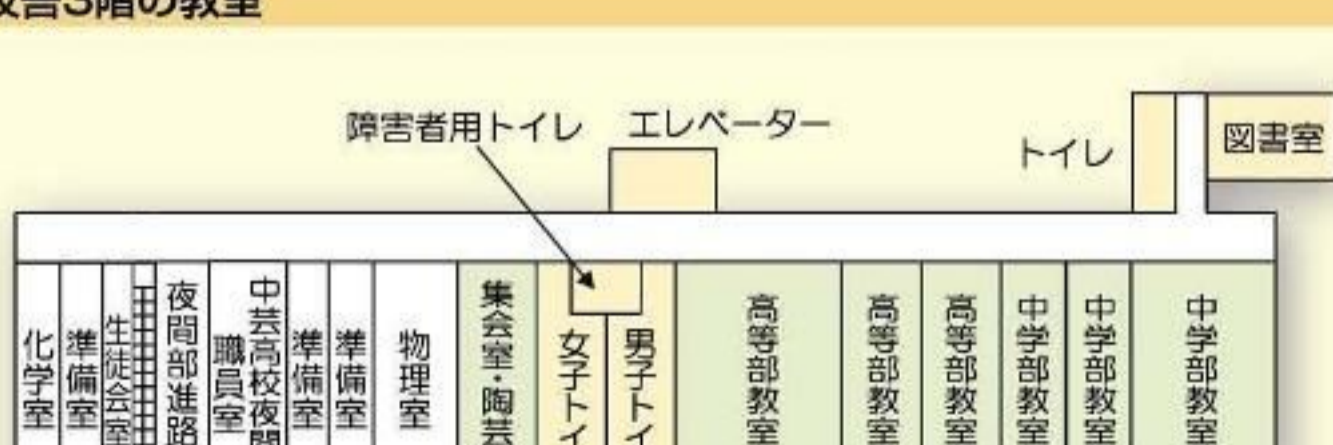 3階の教室
障害者用トイレ
エレベーター
トイレ
図書室
化学室
準備室
生徒会室
夜間部進路
中芸高校夜間
職員室
準備室
準備室
物理室
集会室・陶芸
女子トイ
男子トイ
高等部教室
高等部教室
高等部教室
中学部教室
中学部教室
中学部教室